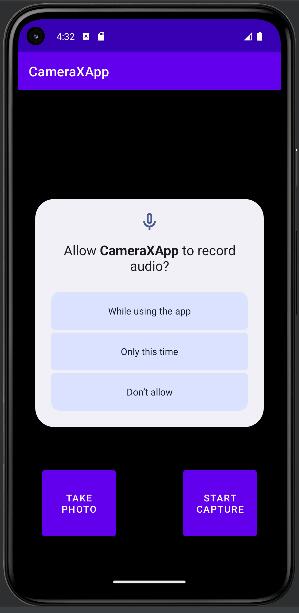 4:32
CameraXApp
Allow CameraXApp to record
audio?
While using the app
Only this time
Don't allow
TAKE
PHOTO
START
CAPTURE